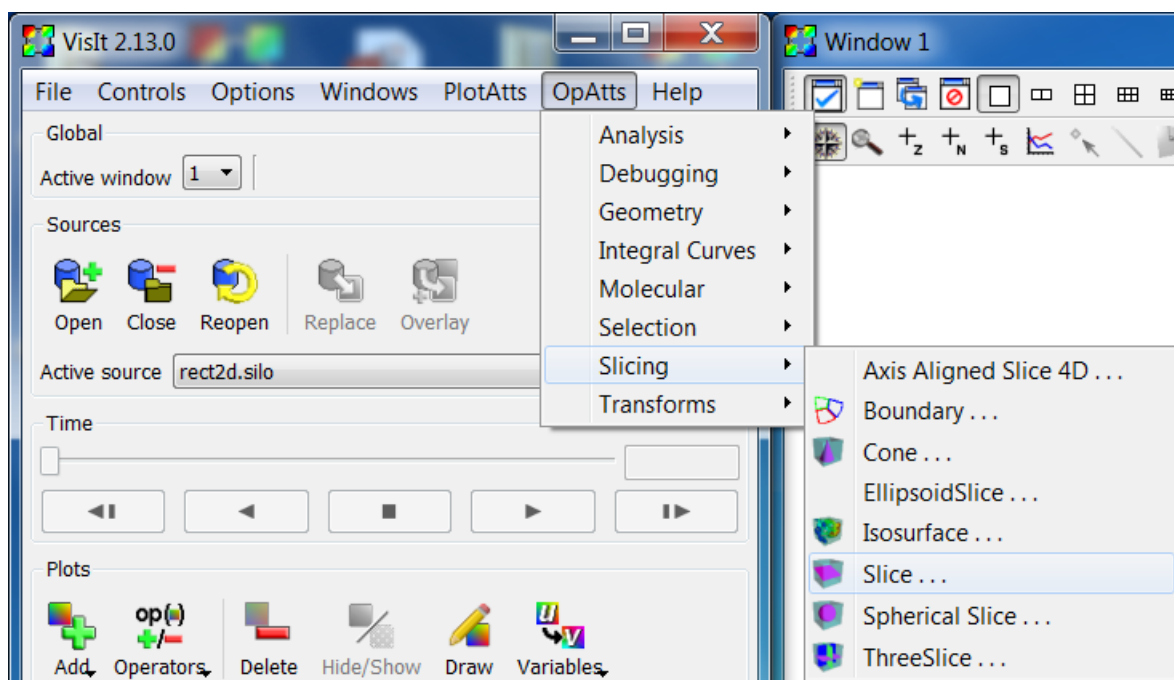 VisIt 2.13.0
File Controls Options Windows PlotAtts OpAtts Help
Global
Active window 1
Sources
Open Close Reopen Replace Overlay
Active source rect2d.silo
Time
Plots
op(=)
+/-
Add Operators Delete Hide/Show Draw Variables
Analysis
Debugging
Geometry
Integral Curves
Molecular
Selection
Slicing
Transforms
Window 1
+Z +N +S
Axis Aligned Slice 4D . . .
Boundary . . .
Cone . . .
EllipsoidSlice . . .
Isosurface . . .
Slice . . .
Spherical Slice . . .
ThreeSlice . . .